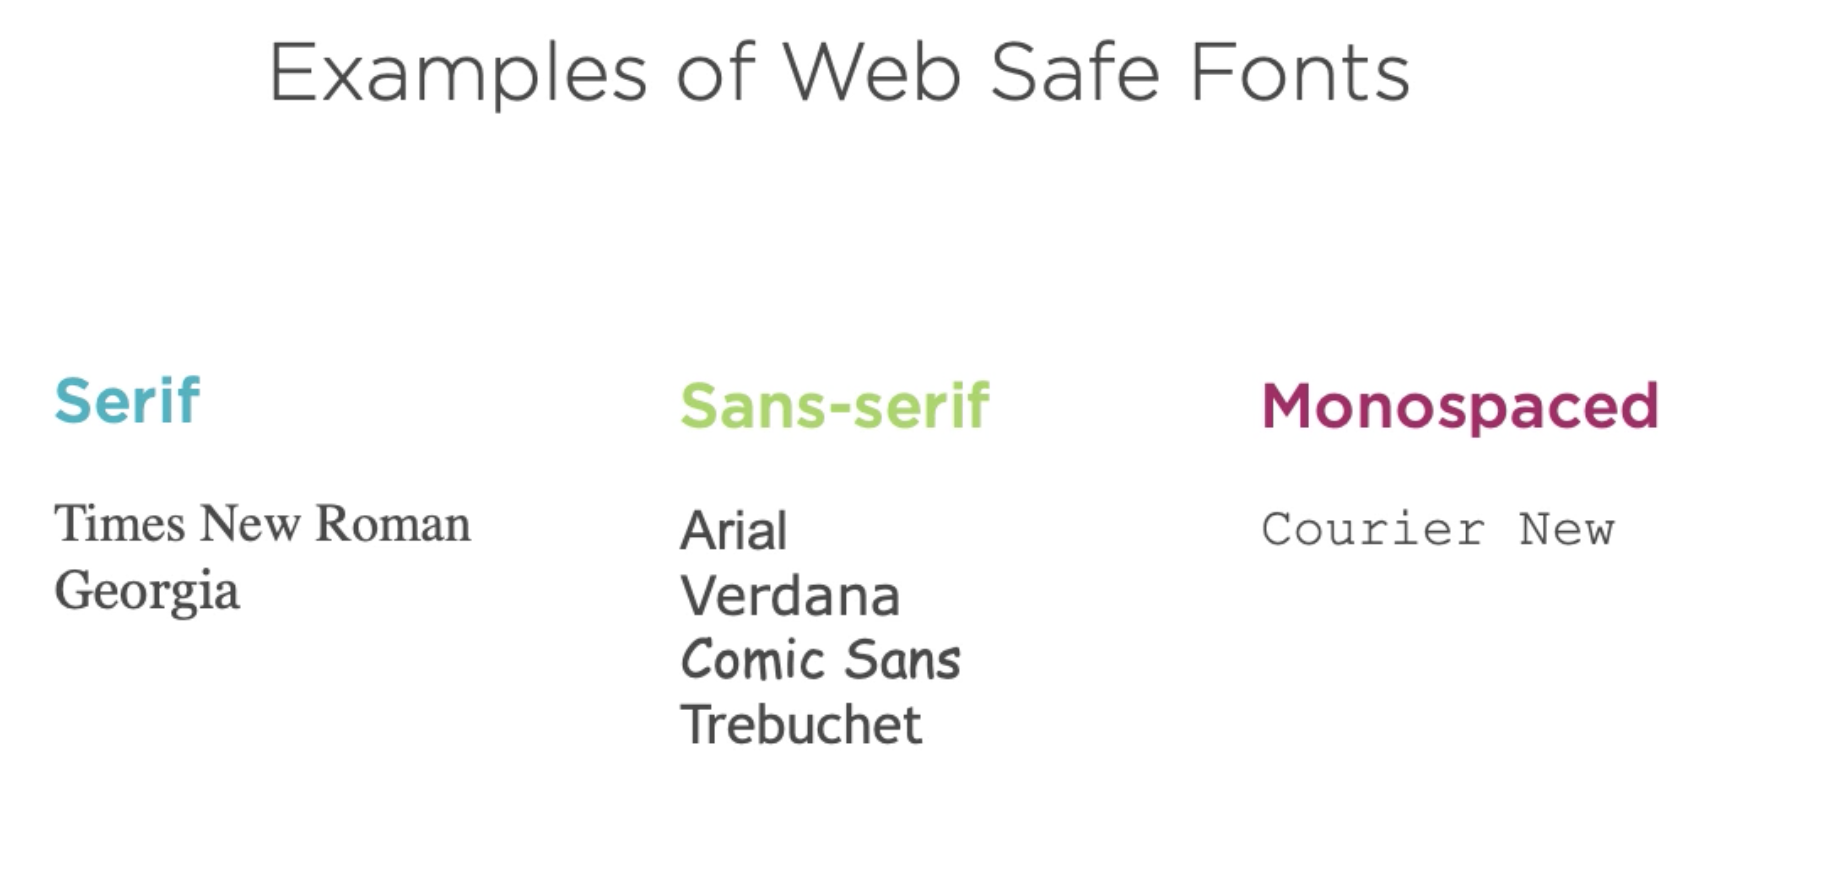 Examples of Web Safe Fonts
Serif
Times New Roman
Georgia
Sans-serif
Arial
Verdana
Comic Sans
Trebuchet
Monospaced
Courier New